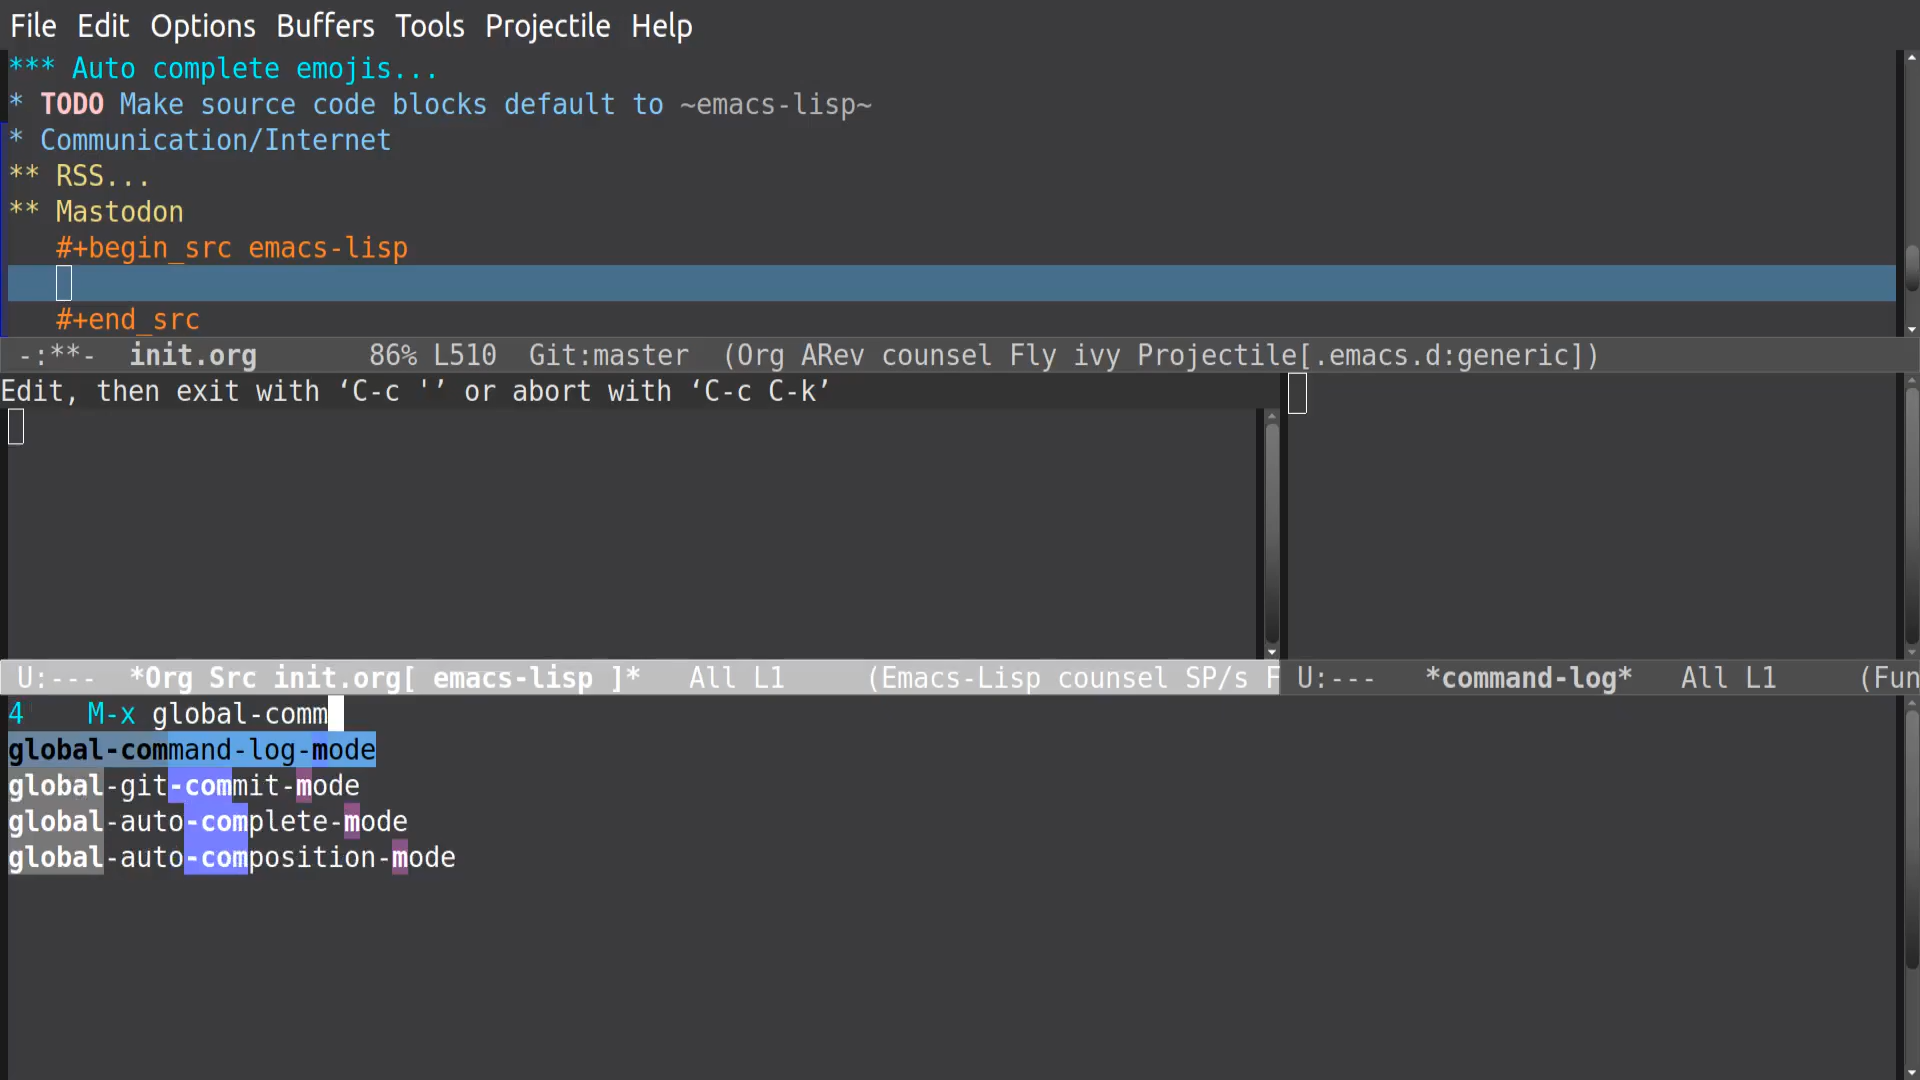 File Edit Options Buffers Tools Projectile Help
*** Auto complete emojis...
* TODO Make source code blocks default to ~emacs-lisp~
* Communication/Internet
** RSS...
** Mastodon
#+begin_src emacs-lisp
#+end_src
-:**-  init.org       86% L510  Git:master  (Org ARev counsel Fly ivy Projectile[.emacs.d:generic])
Edit, then exit with ‘C-c '’ or abort with ‘C-c C-k’
U:---  *Org Src init.org[ emacs-lisp ]*   All L1     (Emacs-Lisp counsel SP/s F
U:---   *command-log*   All L1     (Fun
4    M-x global-comm
global-command-log-mode
global-git-commit-mode
global-auto-complete-mode
global-auto-composition-mode